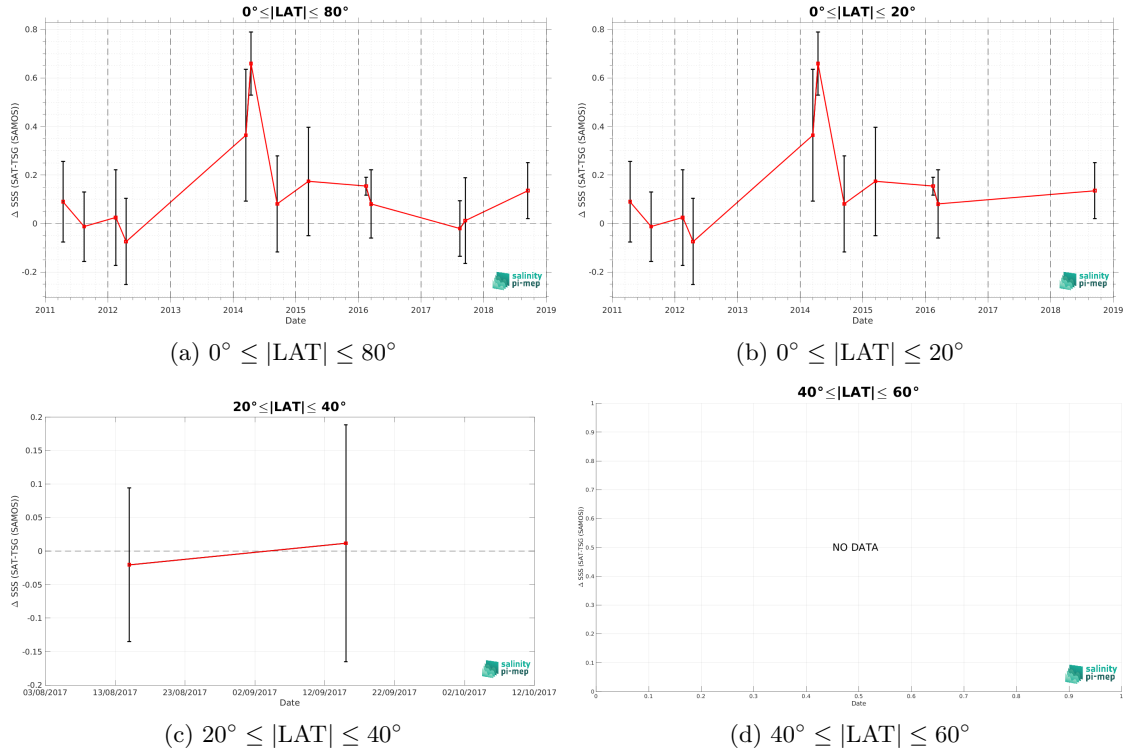 0°≤|LAT|≤ 80°
Δ SSS (SAT-TSG (SAMOS))
0.8
0.6
0.4
0.2
0
-0.2
2011 2012 2013 2014 2015 2016 2017 2018 2019
Date
salinity
pi-mep
(a) 0° ≤ |LAT| ≤ 80°
0°≤|LAT|≤ 20°
Δ SSS (SAT-TSG (SAMOS))
0.8
0.6
0.4
0.2
0
-0.2
2011 2012 2013 2014 2015 2016 2017 2018 2019
Date
salinity
pi-mep
(b) 0° ≤ |LAT| ≤ 20°
20°≤|LAT|≤ 40°
Δ SSS (SAT-TSG (SAMOS))
0.2
0.15
0.1
0.05
0
-0.05
-0.1
-0.15
-0.2
03/08/2017 13/08/2017 23/08/2017 02/09/2017 12/09/2017 22/09/2017 02/10/2017 12/10/2017
Date
salinity
pi-mep
(c) 20° ≤ |LAT| ≤ 40°
40°≤|LAT|≤ 60°
Δ SSS (SAT-TSG (SAMOS))
1
0.9
0.8
0.7
0.6
0.5
0.4
0.3
0.2
0.1
0
NO DATA
0 0.1 0.2 0.3 0.4 0.5 0.6 0.7 0.8 0.9 1
Date
salinity
pi-mep
(d) 40° ≤ |LAT| ≤ 60°